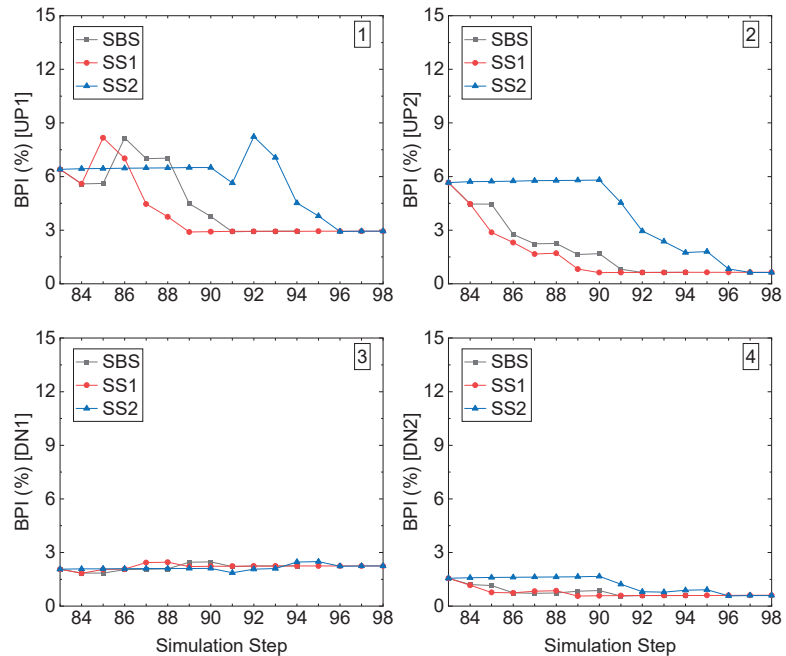 15
12
9
6
3
0
BPI (%) [UP1]
SBS
SS1
SS2
1
84 86 88 90 92 94 96 98
Simulation Step
15
12
9
6
3
0
BPI (%) [UP2]
SBS
SS1
SS2
2
84 86 88 90 92 94 96 98
Simulation Step
15
12
9
6
3
0
BPI (%) [DN1]
SBS
SS1
SS2
3
84 86 88 90 92 94 96 98
Simulation Step
15
12
9
6
3
0
BPI (%) [DN2]
SBS
SS1
SS2
4
84 86 88 90 92 94 96 98
Simulation Step